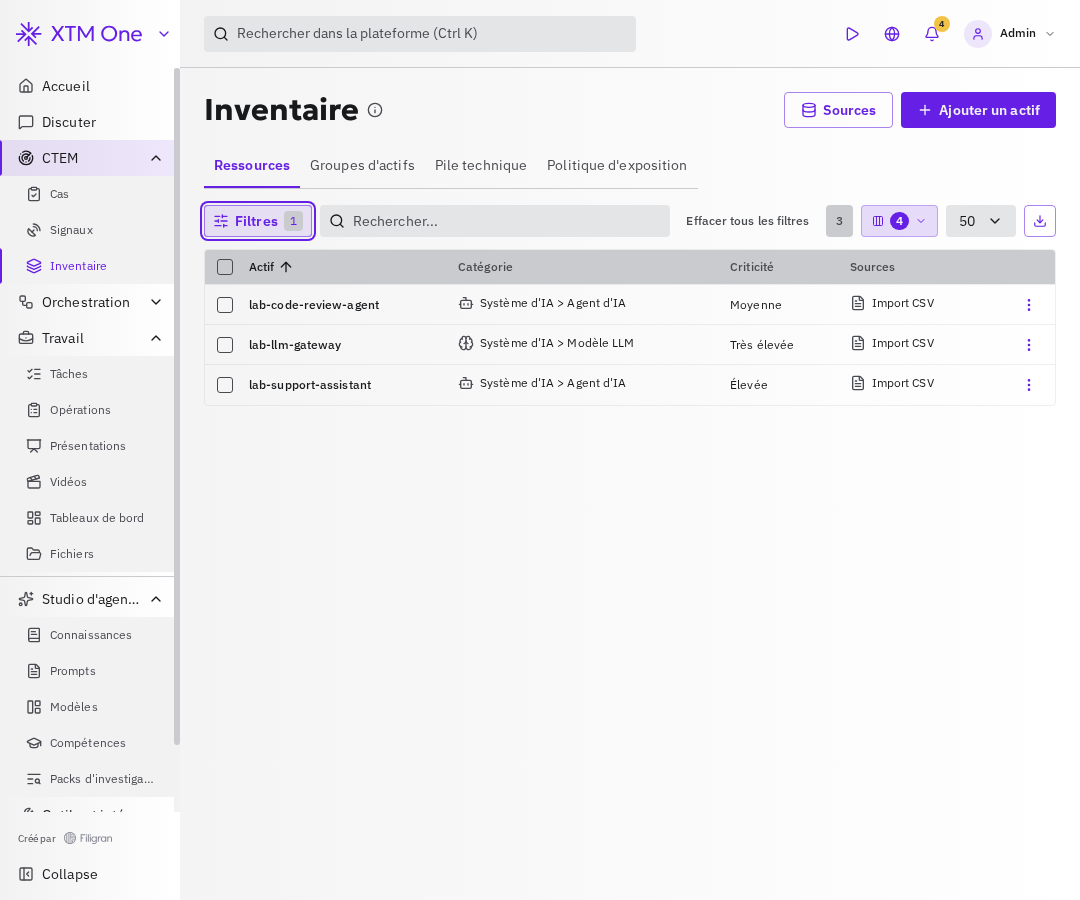 XTM One
Rechercher dans la plateforme (Ctrl K)
4
Admin
Accueil
Discuter
CTEM
Cas
Signaux
Inventaire
Orchestration
Travail
Tâches
Opérations
Présentations
Vidéos
Tableaux de bord
Fichiers
Studio d'agen...
Connaissances
Prompts
Modèles
Compétences
Packs d'investiga...
Créé par Filigran
Collapse
Inventaire
Sources
Ajouter un actif
Ressources Groupes d'actifs Pile technique Politique d'exposition
Filtres 1 Rechercher... Effacer tous les filtres 3 4 50
Actif Catégorie Criticité Sources
lab-code-review-agent Système d'IA > Agent d'IA Moyenne Import CSV
lab-llm-gateway Système d'IA > Modèle LLM Très élevée Import CSV
lab-support-assistant Système d'IA > Agent d'IA Élevée Import CSV